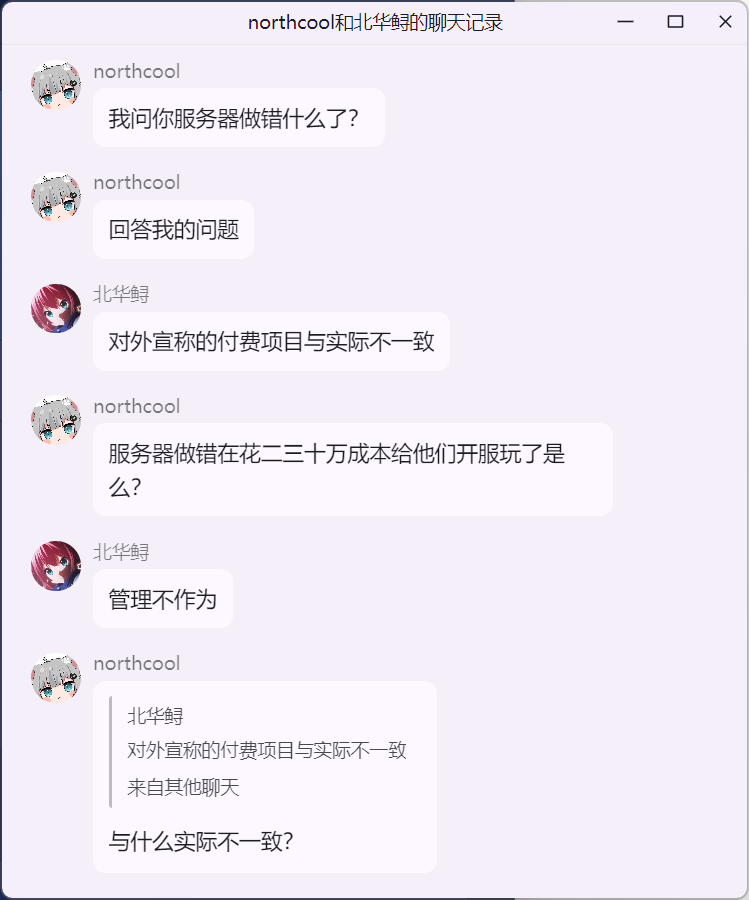 northcool和北华鲟的聊天记录
northcool
我问你服务器做错什么了？
northcool
回答我的问题
北华鲟
对外宣称的付费项目与实际不一致
northcool
服务器做错在花二三十万成本给他们开服玩了是
么？
北华鲟
管理不作为
northcool
北华鲟
对外宣称的付费项目与实际不一致
来自其他聊天
与什么实际不一致？